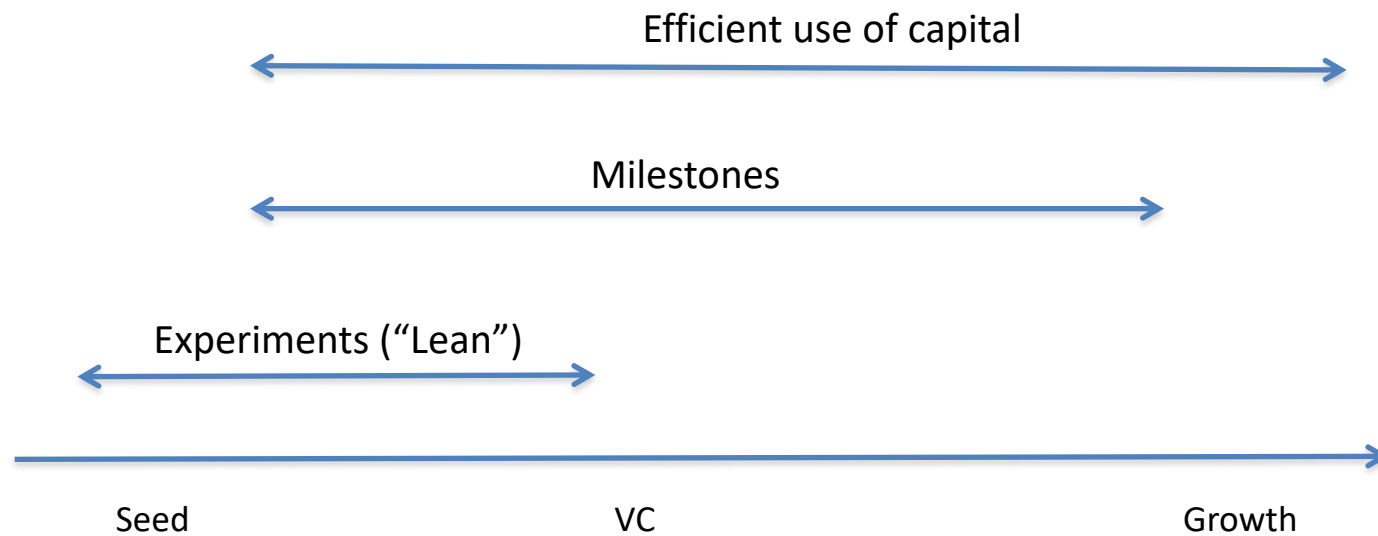 Efficient use of capital
Milestones
Experiments (“Lean”)
Seed VC Growth